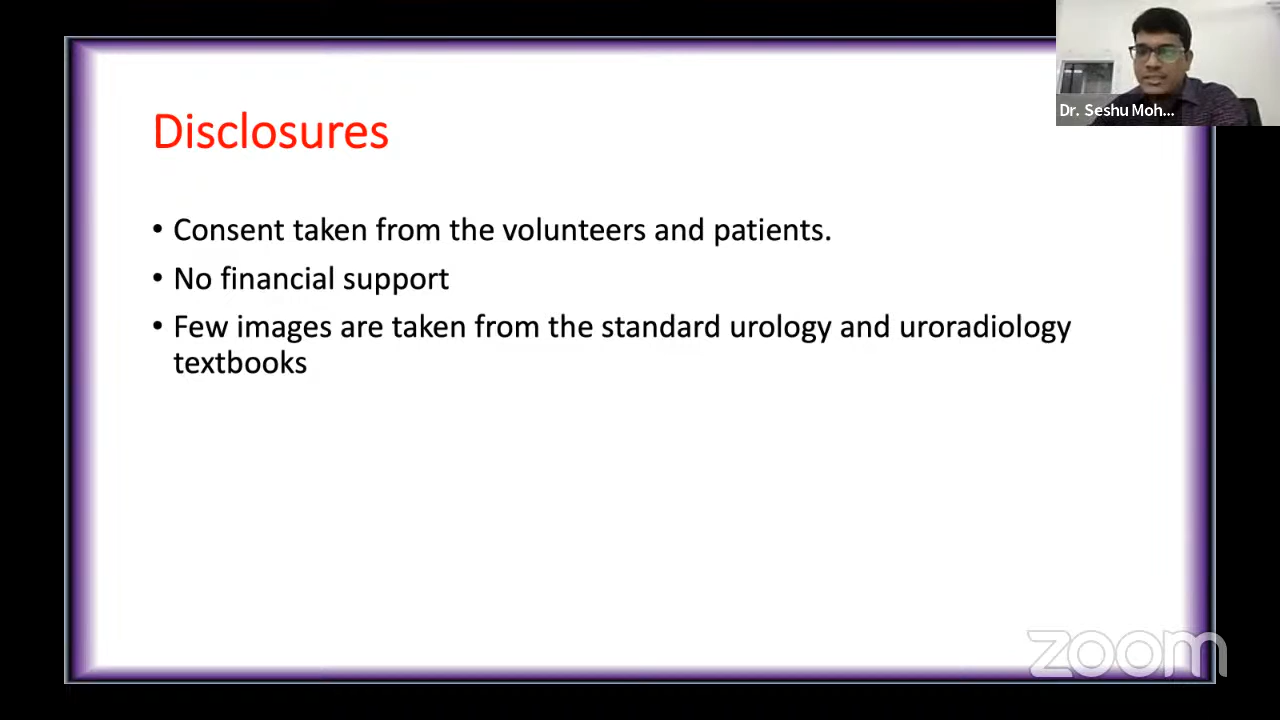 Dr. Seshu Moh...
Disclosures
• Consent taken from the volunteers and patients.
• No financial support
• Few images are taken from the standard urology and uroradiology
textbooks
zoom